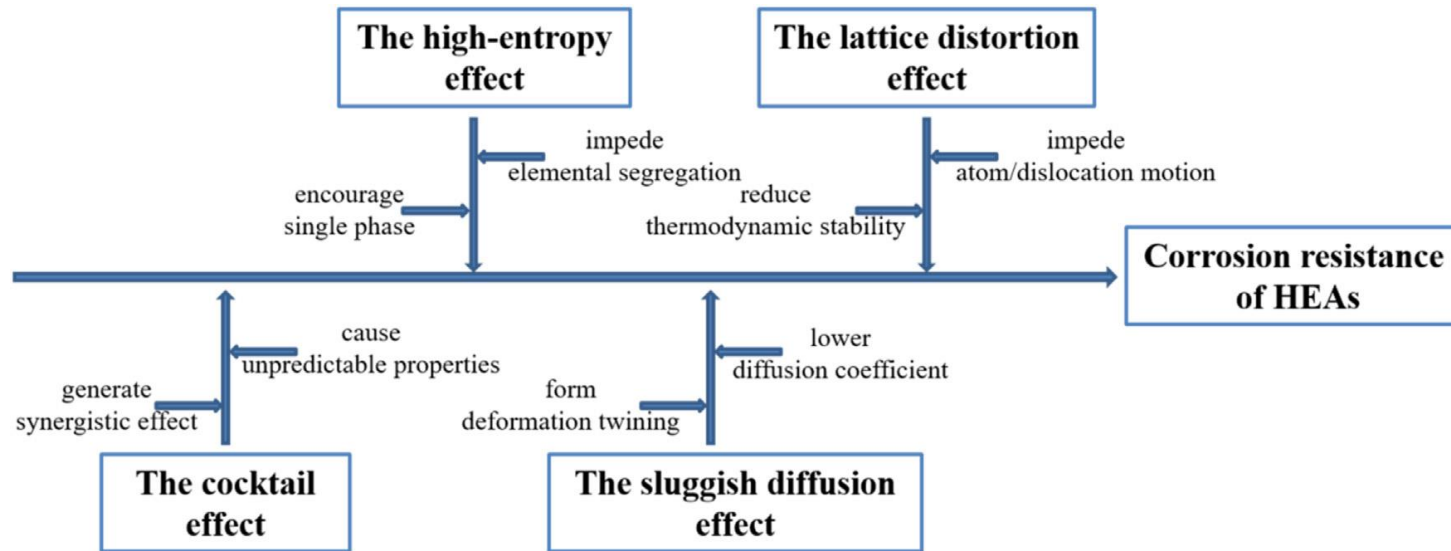 The high-entropy
effect
The lattice distortion
effect
impede
elemental segregation
encourage
single phase
impede
atom/dislocation motion
reduce
thermodynamic stability
Corrosion resistance
of HEAs
cause
unpredictable properties
generate
synergistic effect
lower
diffusion coefficient
form
deformation twining
The cocktail
effect
The sluggish diffusion
effect